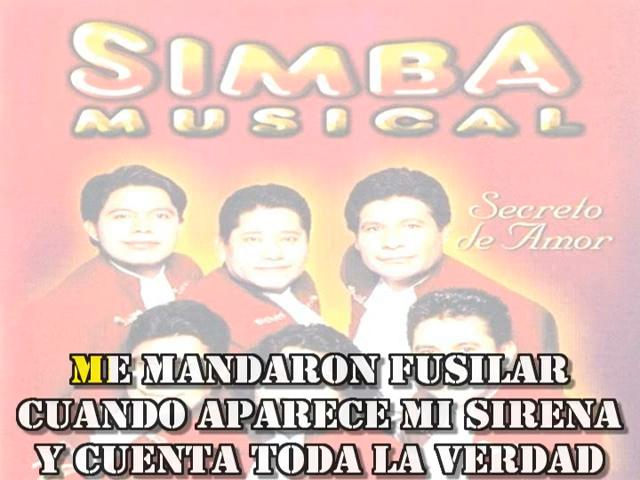 SIMBA
MUSICAL
Secreto
de Amor
ME MANDARON FUSILAR
CUANDO APARECE MI SIRENA
Y CUENTA TODA LA VERDAD